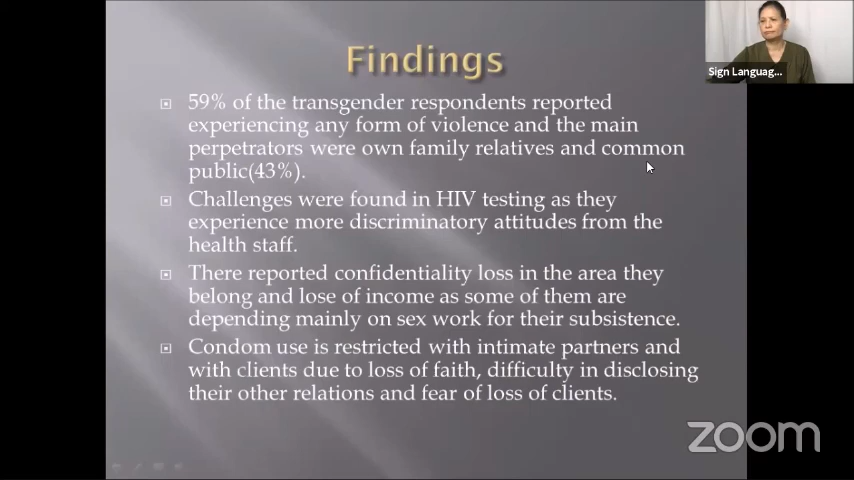 Findings
Sign Languag...
59% of the transgender respondents reported
experiencing any form of violence and the main
perpetrators were own family relatives and common
public(43%).
Challenges were found in HIV testing as they
experience more discriminatory attitudes from the
health staff.
There reported confidentiality loss in the area they
belong and lose of income as some of them are
depending mainly on sex work for their subsistence.
Condom use is restricted with intimate partners and
with clients due to loss of faith, difficulty in disclosing
their other relations and fear of loss of clients.
zoom